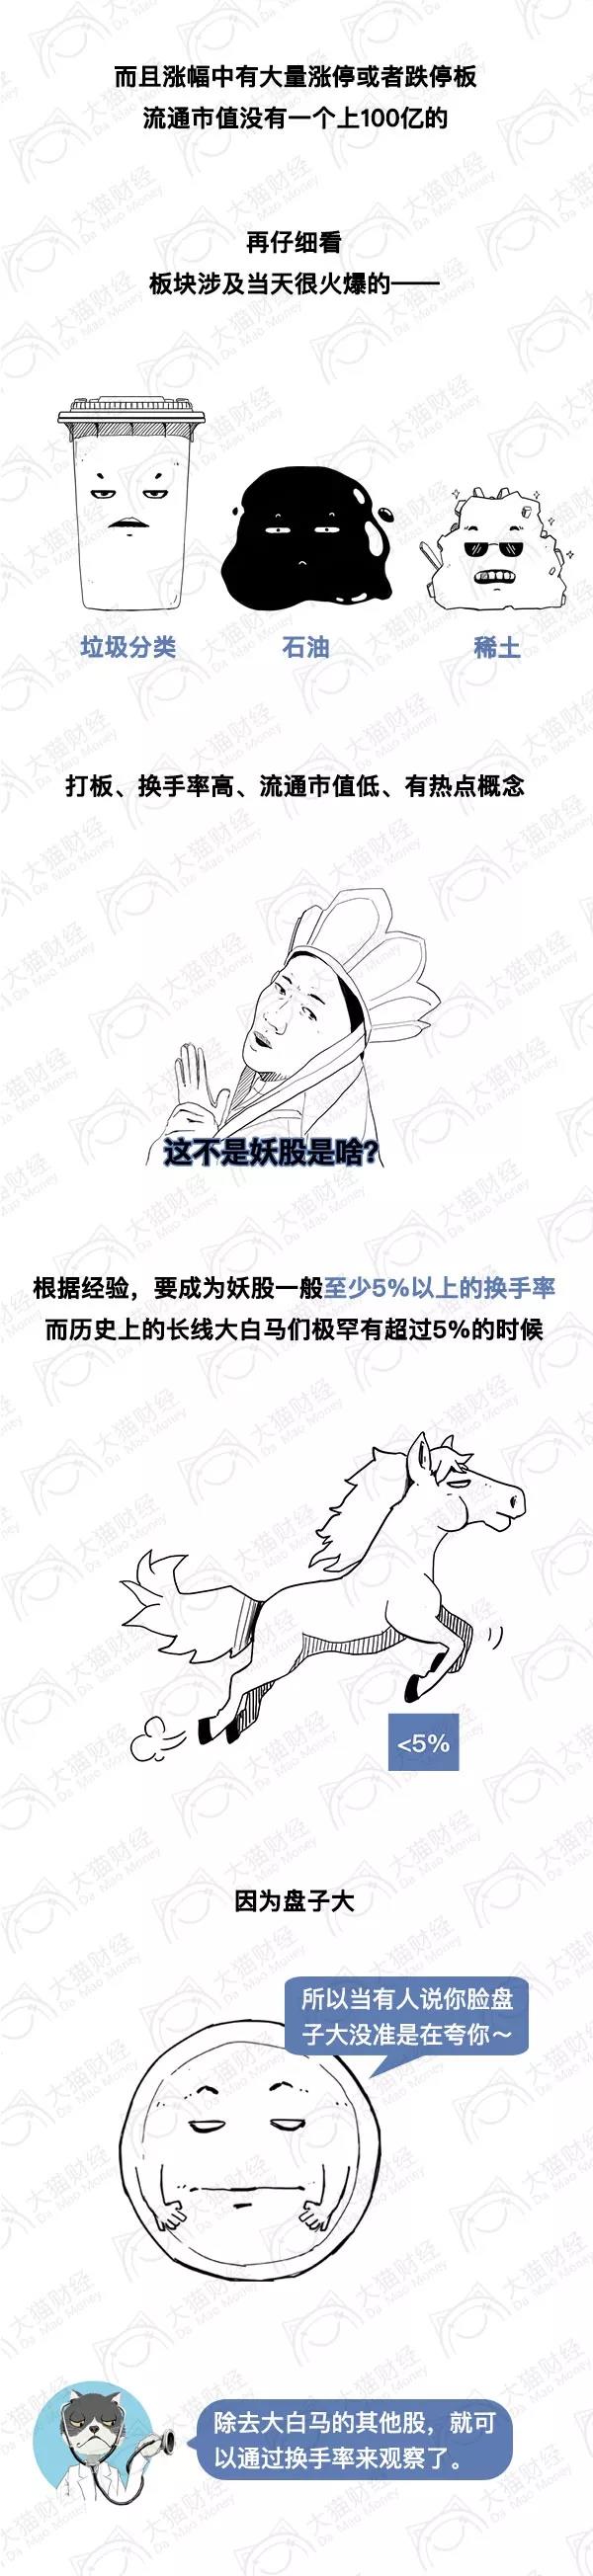 而且涨幅中有大量涨停或者跌停板
流通市值没有一个上100亿的
再仔细看
板块涉及当天很火爆的——
垃圾分类
石油
稀土
打板、换手率高、流通市值低、有热点概念
这不是妖股是啥?
根据经验，要成为妖股一般至少5%以上的换手率
而历史上的长线大白马们极罕有超过5%的时候
<5%
因为盘子大
所以当有人说你脸盘
子大没准是在夸你～
除去大白马的其他股，就可
以通过换手率来观察了。
大猫财经
Da Mao Money